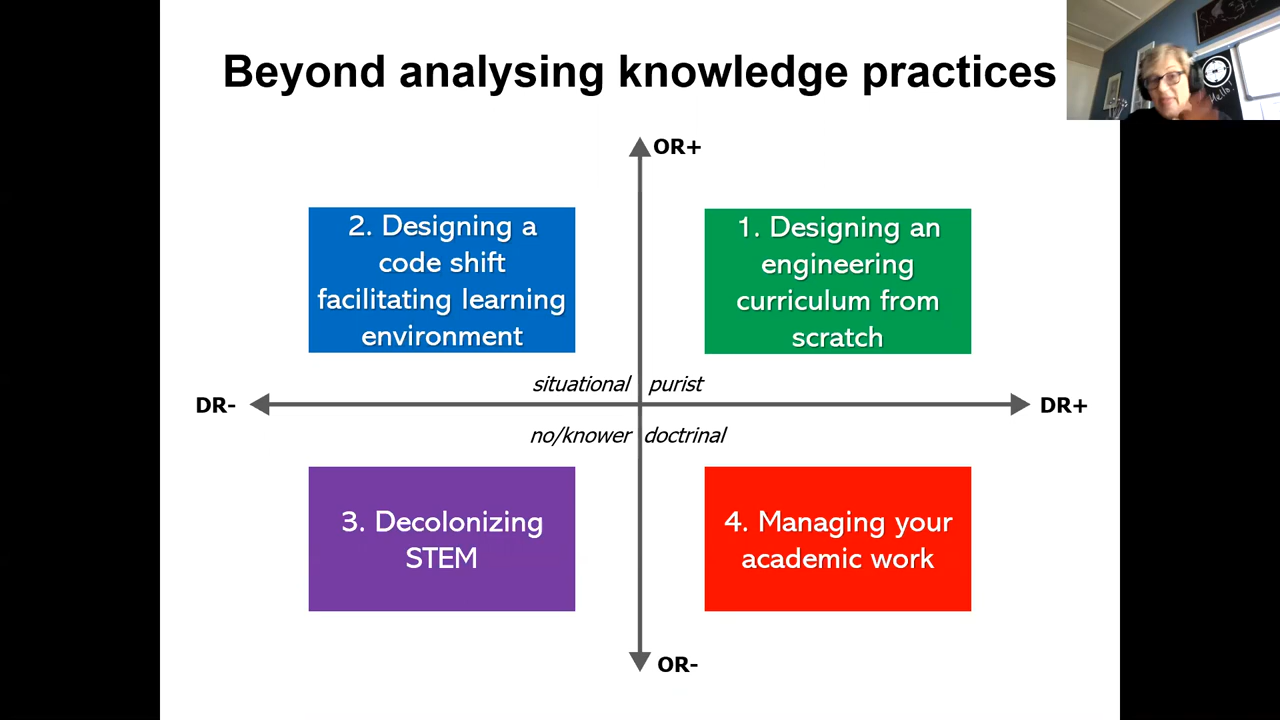 Beyond analysing knowledge practices
Hello!
OR+
2. Designing a
code shift
facilitating learning
environment
1. Designing an
engineering
curriculum from
scratch
situational
purist
DR-
DR+
no/knower
doctrinal
3. Decolonizing
STEM
4. Managing your
academic work
OR-